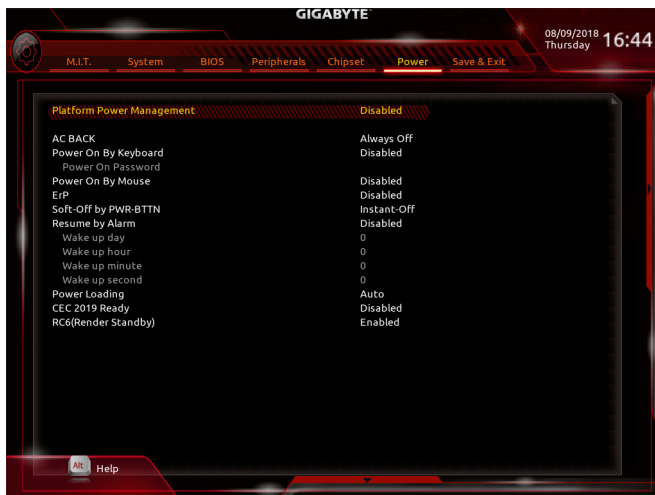 GIGABYTE™
08/09/2018
Thursday
16:44
M.I.T. System BIOS Peripherals Chipset Power Save & Exit
Platform Power Management Disabled
AC BACK Always Off
Power On By Keyboard Disabled
Power On Password
Power On By Mouse Disabled
ErP Disabled
Soft-Off by PWR-BTTN Instant-Off
Resume by Alarm Disabled
Wake up day 0
Wake up hour 0
Wake up minute 0
Wake up second 0
Power Loading Auto
CEC 2019 Ready Disabled
RC6(Render Standby) Enabled
Alt Help